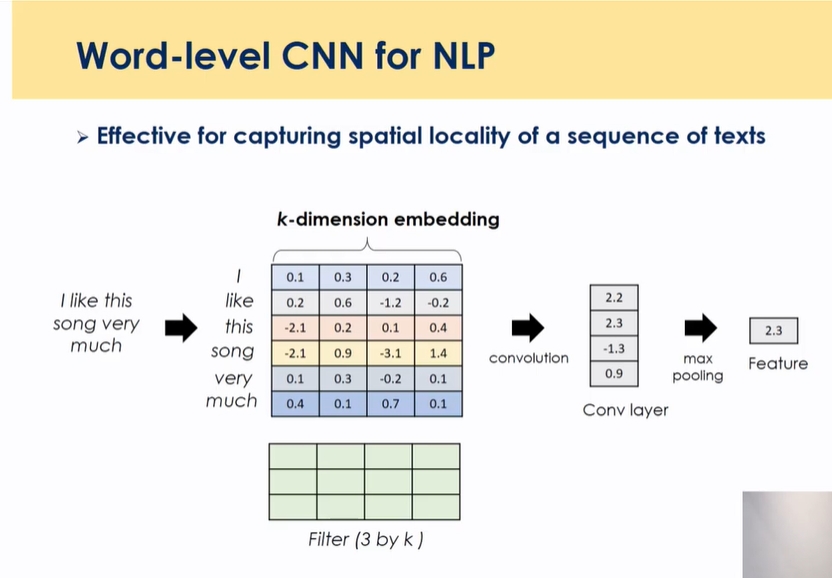 Word-level CNN for NLP
➢ Effective for capturing spatial locality of a sequence of texts
k-dimension embedding
I like this
song very
much
I 0.1 0.3 0.2 0.6
like 0.2 0.6 -1.2 -0.2
this -2.1 0.2 0.1 0.4
song -2.1 0.9 -3.1 1.4
very 0.1 0.3 -0.2 0.1
much 0.4 0.1 0.7 0.1
convolution
2.2
2.3
-1.3
0.9
Conv layer
max
pooling
2.3
Feature
Filter (3 by k )